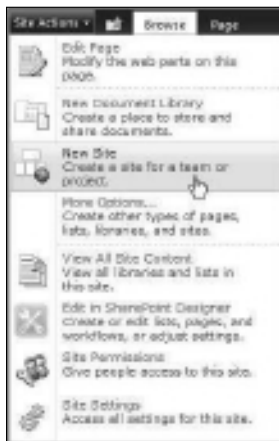 Site Actions Browse Page
Edit Page
Modify the web parts on this
page.
New Document Library
Create a place to store and
share documents.
New Site
Create a site for a team or
project.
More Options...
Create other types of pages,
lists, libraries, and sites.
View All Site Content
View all libraries and lists in
this site.
Edit in SharePoint Designer
Create or edit lists, pages, and
workflows, or adjust settings.
Site Permissions
Give people access to this site.
Site Settings
Access all settings for this site.